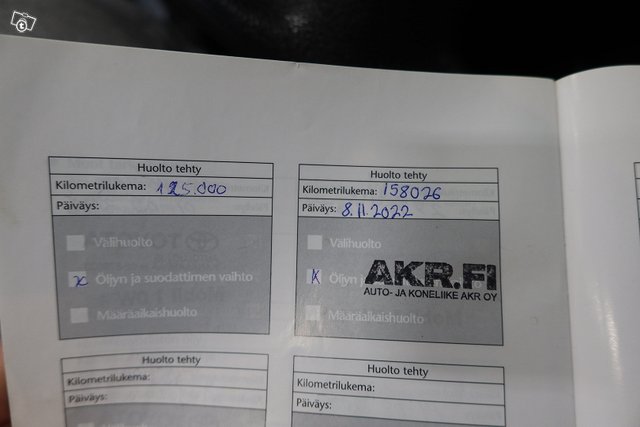 Huolto tehty
Kilometrilukema: 125.000
Päiväys:
Välihuolto
x Öljyn ja suodattimen vaihto
Määräaikaishuolto
Huolto tehty
Kilometrilukema: 158026
Päiväys: 8.11.2022
Välihuolto
x Öljyn j
AKR.FI
AUTO- JA KONELIIKE AKR OY
Määräaikaishuolto
Huolto tehty
Kilometrilukema:
Päiväys:
Huolto tehty
Kilometrilukema:
Päiväys: